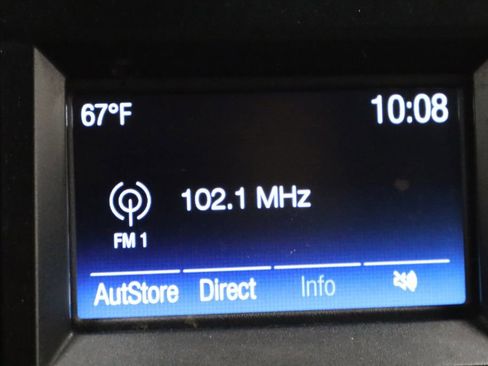 67°F 10:08
102.1 MHz
FM 1
AutStore Direct Info